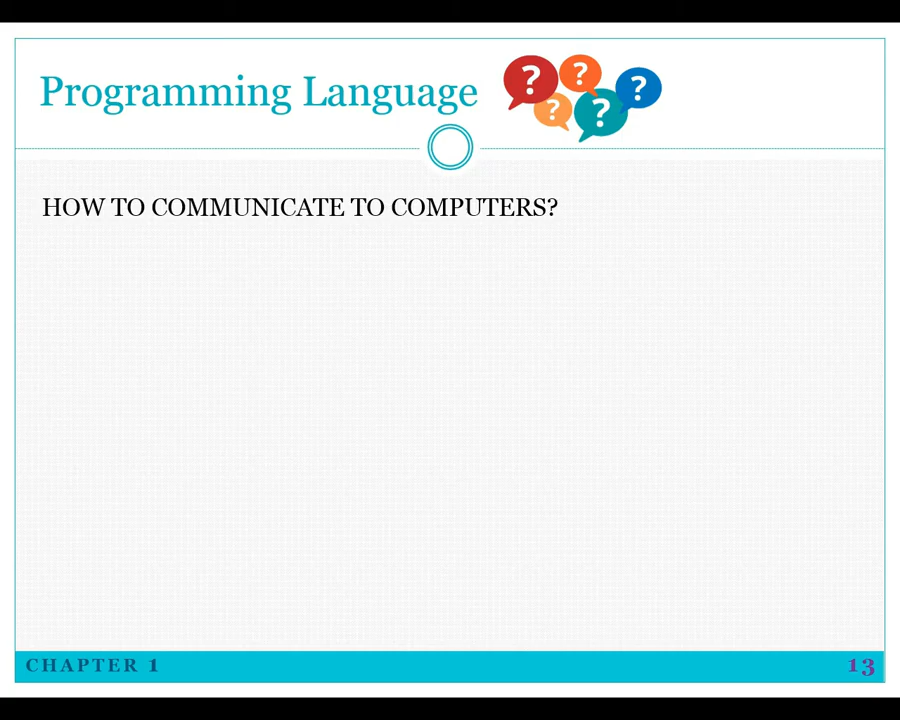 Programming Language
? ? ? ? ?
HOW TO COMMUNICATE TO COMPUTERS?
CHAPTER 1
13